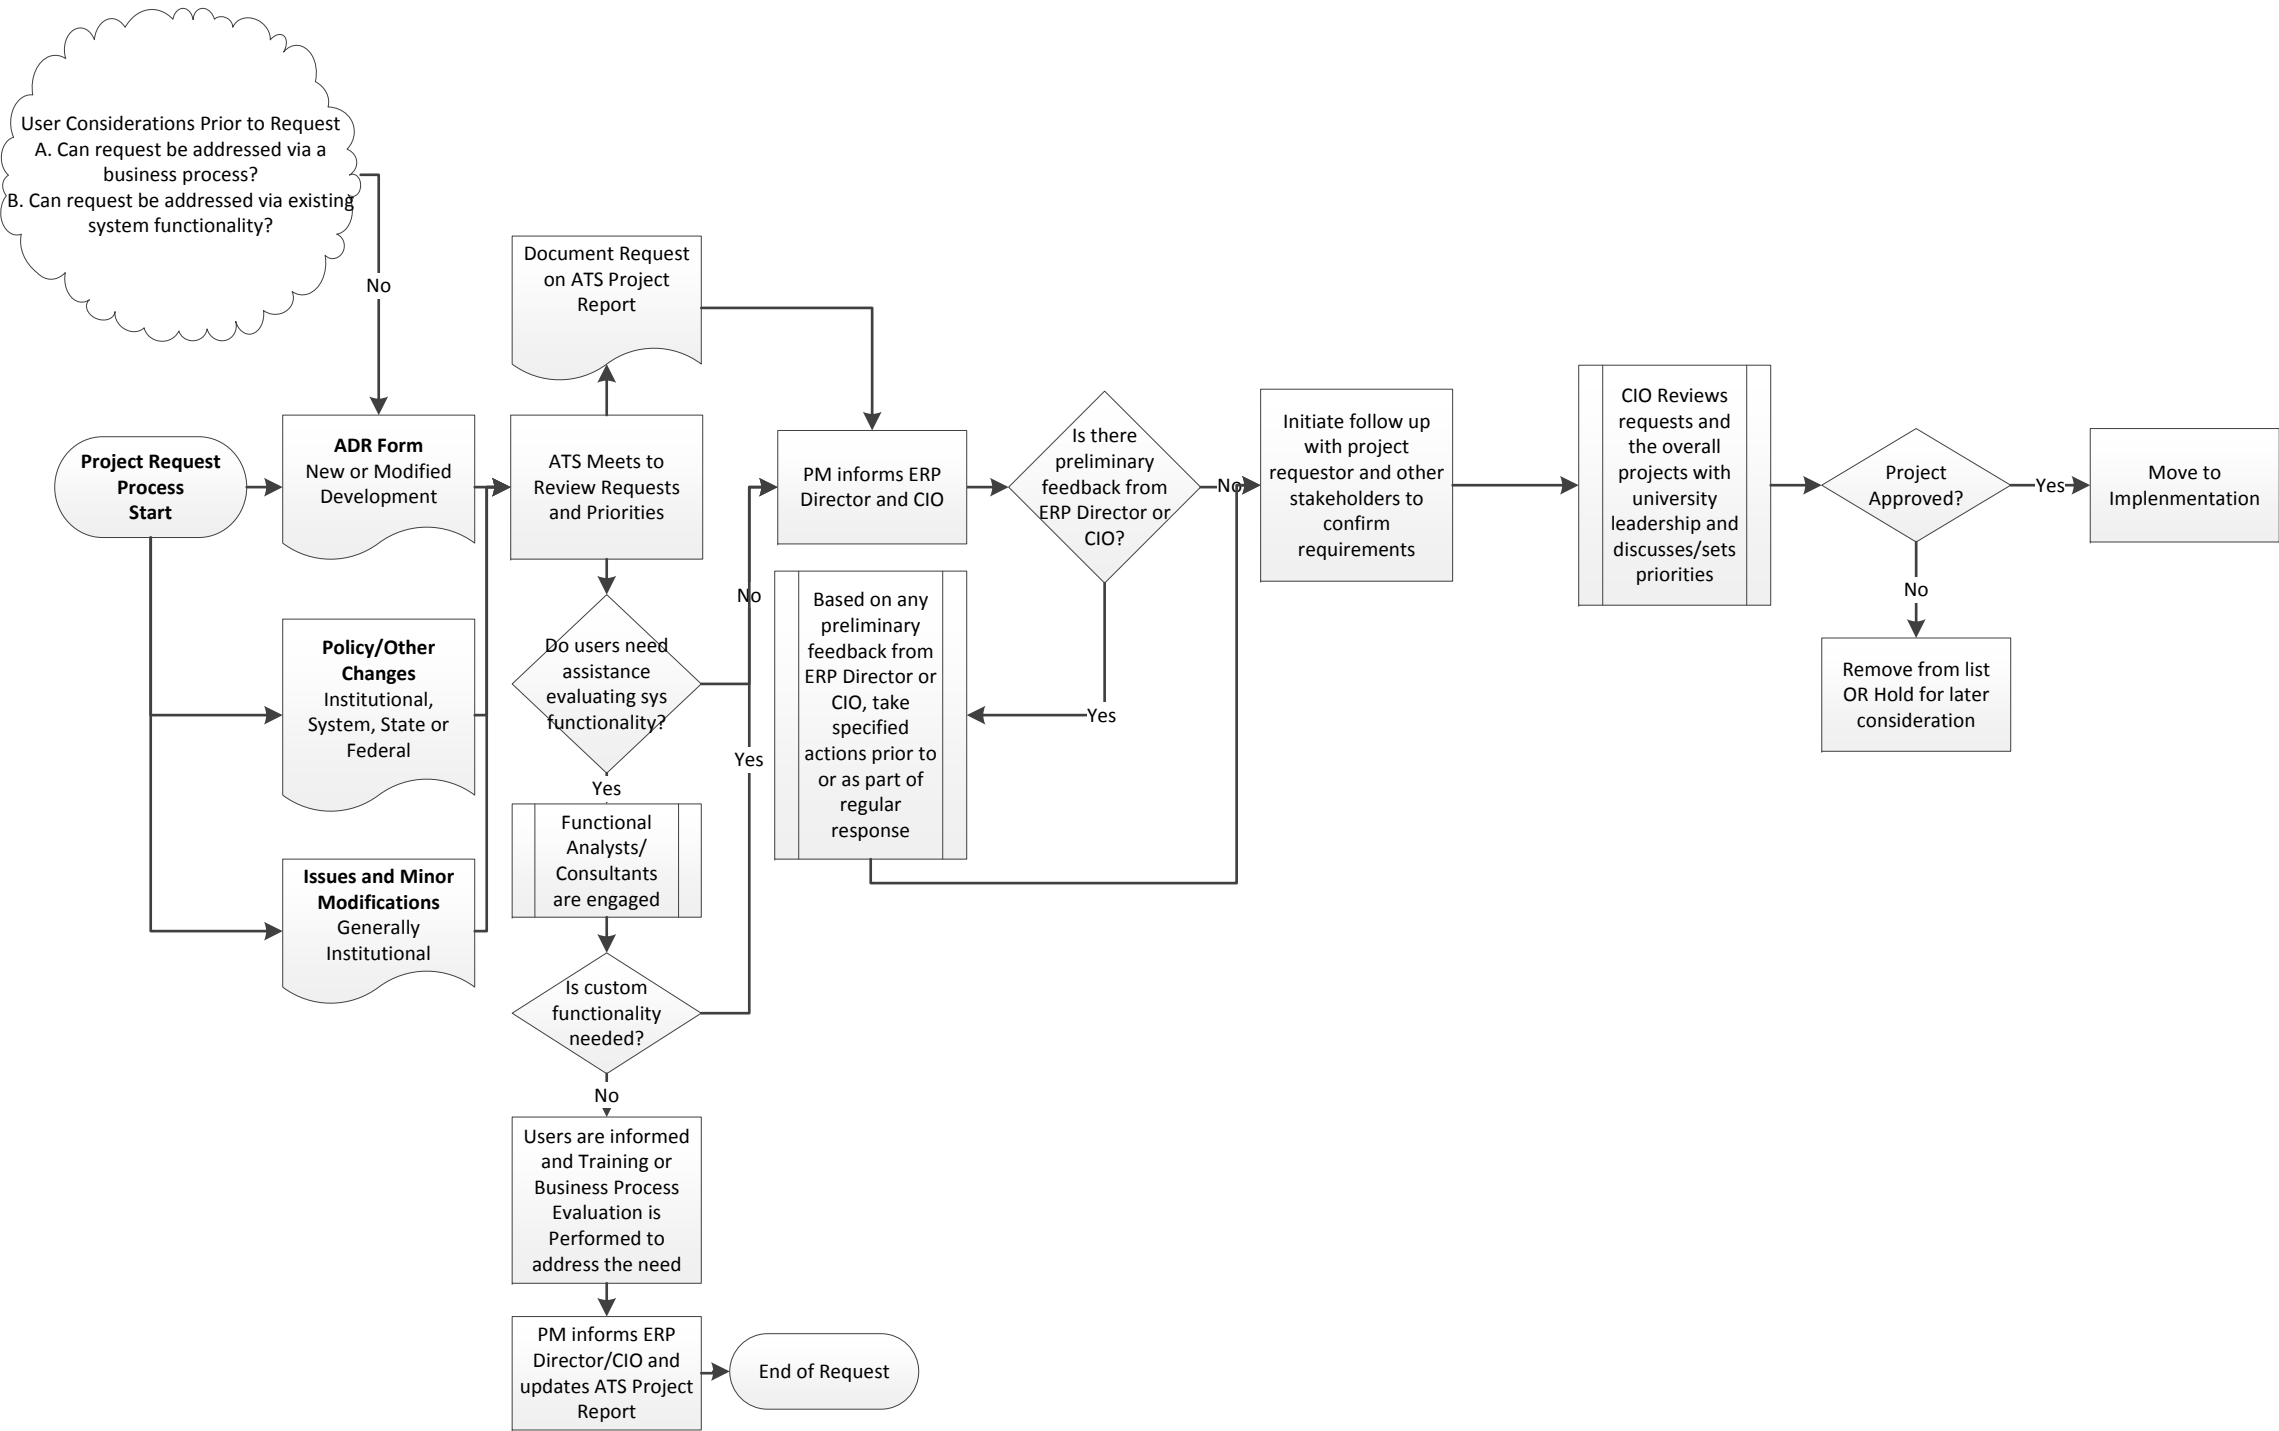 User Considerations Prior to Request
A. Can request be addressed via a
business process?
B. Can request be addressed via existing
system functionality?
No
Project Request
Process
Start
ADR Form
New or Modified
Development
Policy/Other
Changes
Institutional,
System, State or
Federal
Issues and Minor
Modifications
Generally
Institutional
Document Request
on ATS Project
Report
ATS Meets to
Review Requests
and Priorities
Do users need
assistance
evaluating sys
functionality?
No
Yes
Functional
Analysts/
Consultants
are engaged
Is custom
functionality
needed?
Yes
No
Users are informed
and Training or
Business Process
Evaluation is
Performed to
address the need
PM informs ERP
Director/CIO and
updates ATS Project
Report
End of Request
PM informs ERP
Director and CIO
Is there
preliminary
feedback from
ERP Director or
CIO?
No
Yes
Based on any
preliminary
feedback from
ERP Director or
CIO, take
specified
actions prior to
or as part of
regular
response
Initiate follow up
with project
requestor and other
stakeholders to
confirm
requirements
CIO Reviews
requests and
the overall
projects with
university
leadership and
discusses/sets
priorities
Project
Approved?
Yes
Move to
Implenmentation
No
Remove from list
OR Hold for later
consideration